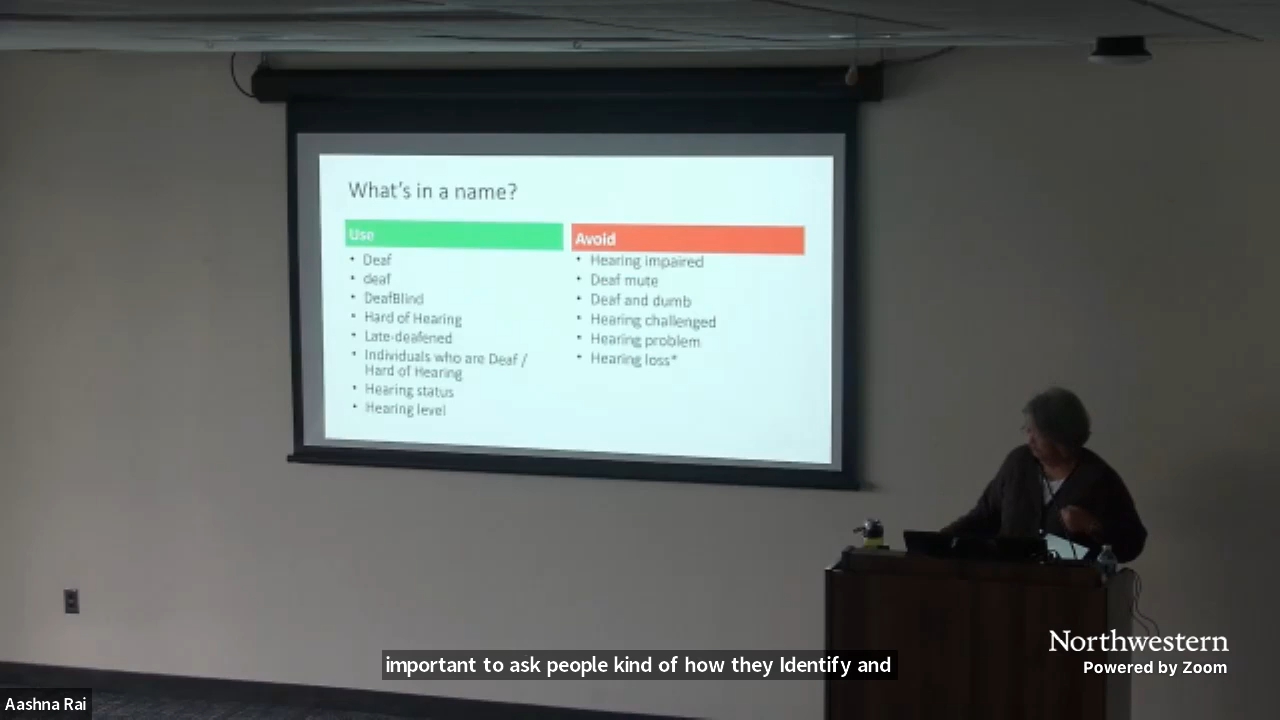 What's in a name?
Use
• Deaf
• deaf
• DeafBlind
• Hard of Hearing
• Late-deafened
• Individuals who are Deaf /
Hard of Hearing
• Hearing status
• Hearing level
Avoid
• Hearing impaired
• Deaf mute
• Deaf and dumb
• Hearing challenged
• Hearing problem
• Hearing loss*
important to ask people kind of how they Identify and
Northwestern
Powered by Zoom
Aashna Rai